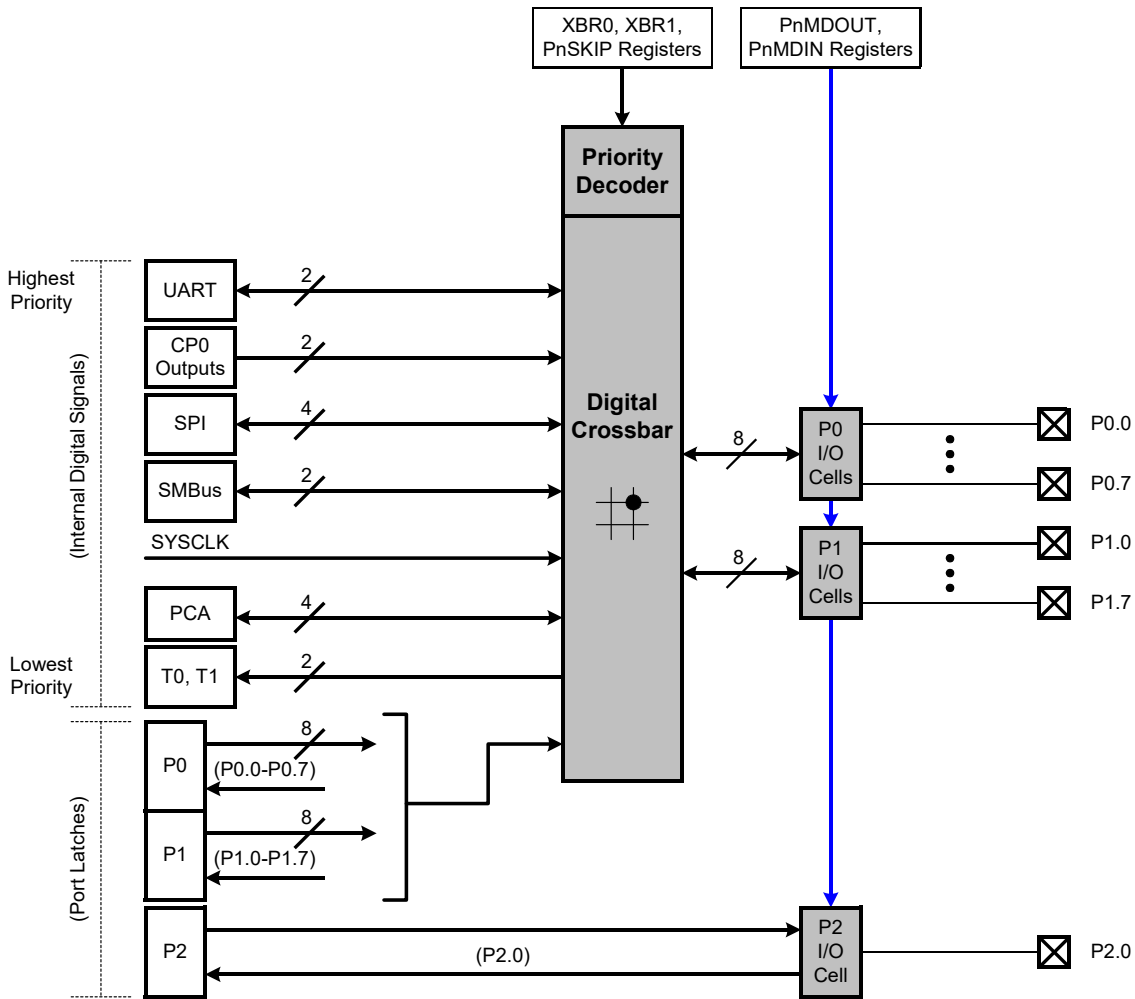 XBR0, XBR1,
PnSKIP Registers
PnMDOUT,
PnMDIN Registers
Priority
Decoder
Highest
Priority
UART
2
CP0
Outputs
2
(Internal Digital Signals)
SPI
4
Digital
Crossbar
8
P0
I/O
Cells
P0.0
P0.7
SMBus
2
SYSCLK
8
P1
I/O
Cells
P1.0
P1.7
PCA
4
Lowest
Priority
T0, T1
2
(Port Latches)
P0
8
(P0.0-P0.7)
P1
8
(P1.0-P1.7)
P2
(P2.0)
P2
I/O
Cell
P2.0